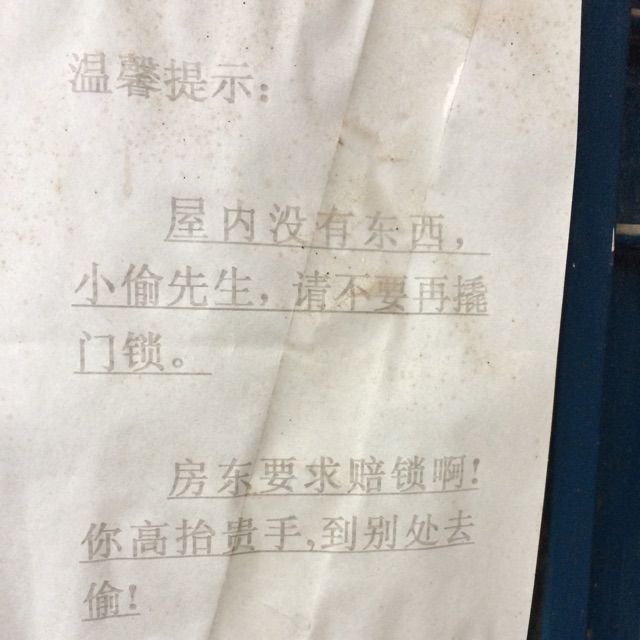 温馨提示：
屋内没有东西，
小偷先生，请不要再撬
门锁。
房东要求赔锁啊！
你高抬贵手,到别处去
偷！